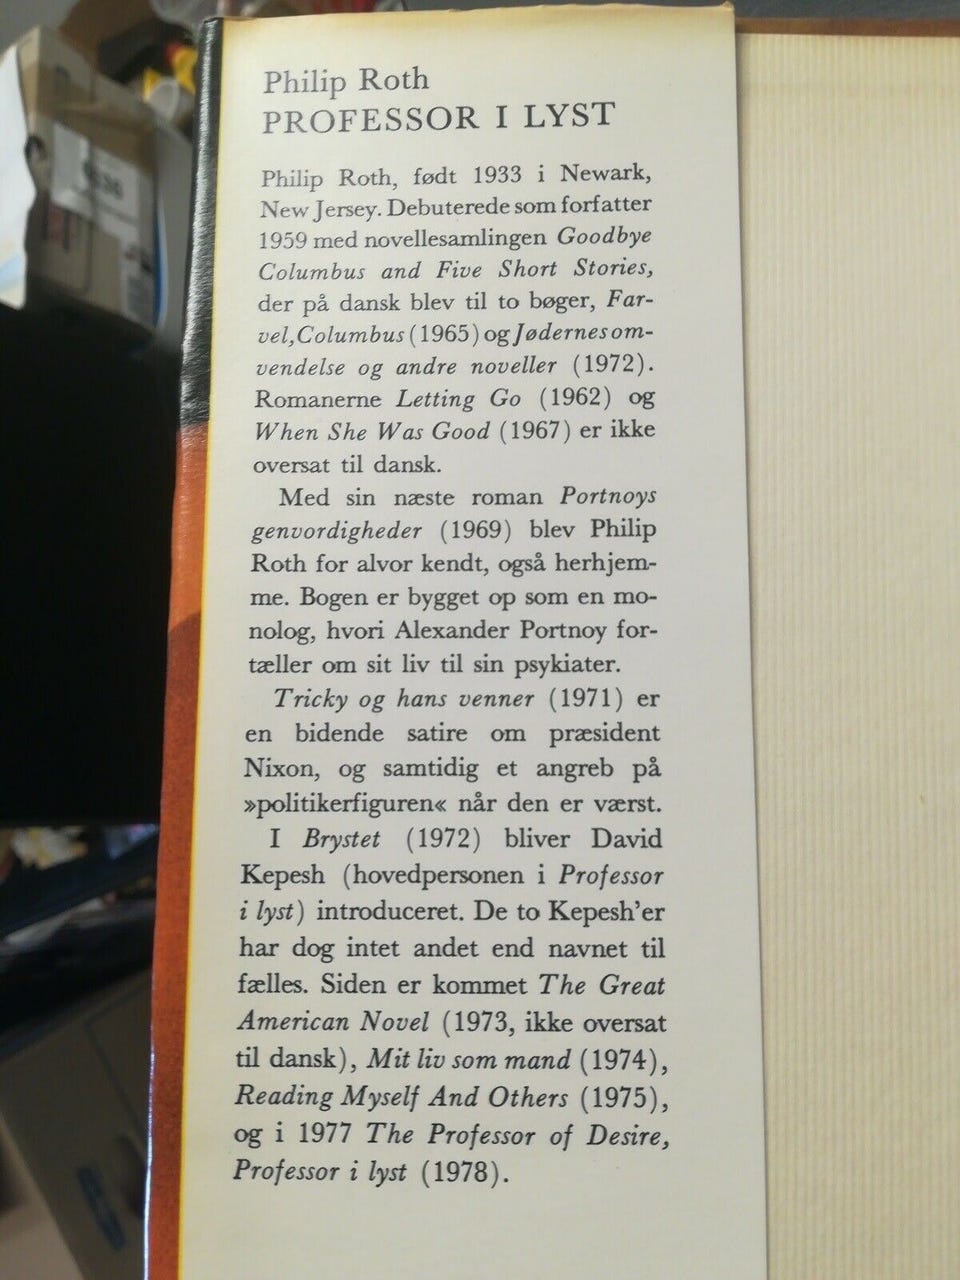 Philip Roth
PROFESSOR I LYST
Philip Roth, født 1933 i Newark,
New Jersey. Debuterede som forfatter
1959 med novellesamlingen Goodbye
Columbus and Five Short Stories,
der på dansk blev til to bøger, Far-
vel, Columbus (1965) og Jødernes om-
vendelse og andre noveller (1972).
Romanerne Letting Go (1962) og
When She Was Good (1967) er ikke
oversat til dansk.
Med sin næste roman Portnoys
genvordigheder (1969) blev Philip
Roth for alvor kendt, også herhjem-
me. Bogen er bygget op som en mo-
nolog, hvori Alexander Portnoy for-
tæller om sit liv til sin psykiater.
Tricky og hans venner (1971) er
en bidende satire om præsident
Nixon, og samtidig et angreb på
»politikerfiguren« når den er værst.
I Brystet (1972) bliver David
Kepesh (hovedpersonen i Professor
i lyst) introduceret. De to Kepesh'er
har dog intet andet end navnet til
fælles. Siden er kommet The Great
American Novel (1973, ikke oversat
til dansk), Mit liv som mand (1974),
Reading Myself And Others (1975),
og i 1977 The Professor of Desire,
Professor i lyst (1978).